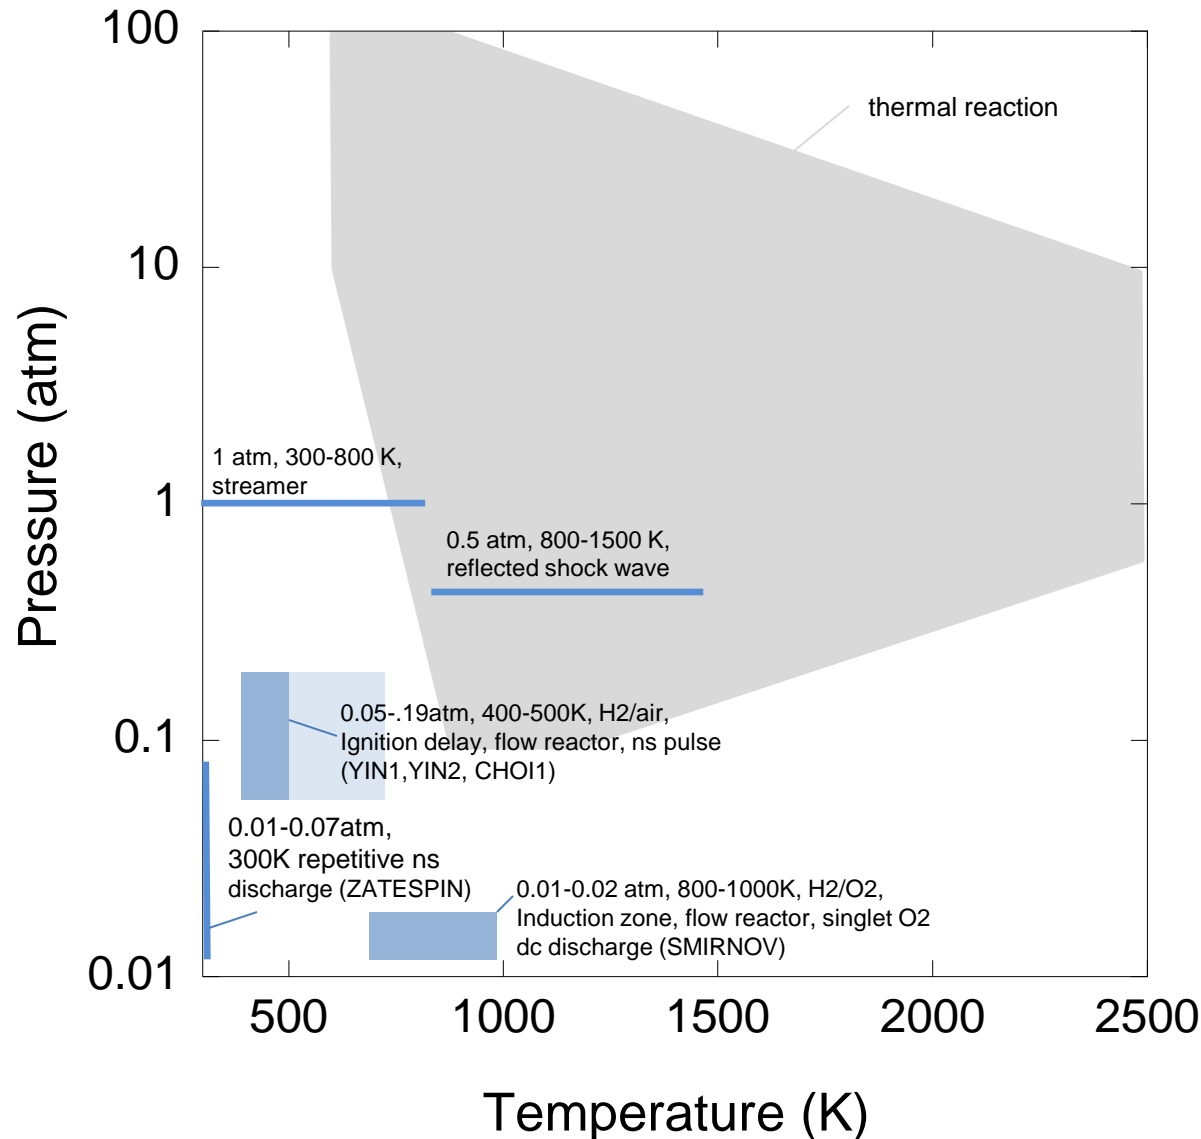 100
thermal reaction
10
Pressure (atm)
1 atm, 300-800 K,
streamer
1
0.5 atm, 800-1500 K,
reflected shock wave
0.05-.19atm, 400-500K, H2/air,
Ignition delay, flow reactor, ns pulse
(YIN1,YIN2, CHOI1)
0.1
0.01-0.07atm,
300K repetitive ns
discharge (ZATESPIN)
0.01-0.02 atm, 800-1000K, H2/O2,
Induction zone, flow reactor, singlet O2
dc discharge (SMIRNOV)
0.01
500 1000 1500 2000 2500
Temperature (K)